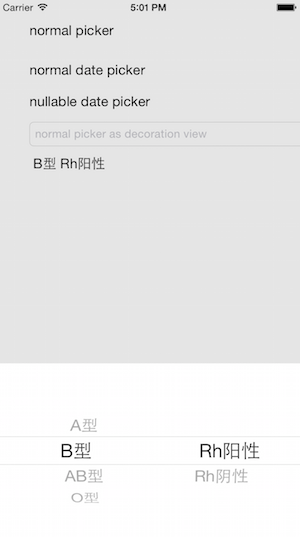 Carrier 5:01 PM
normal picker
normal date picker
nullable date picker
normal picker as decoration view
B型 Rh阳性
A型
B型 Rh阳性
AB型 Rh阴性
O型